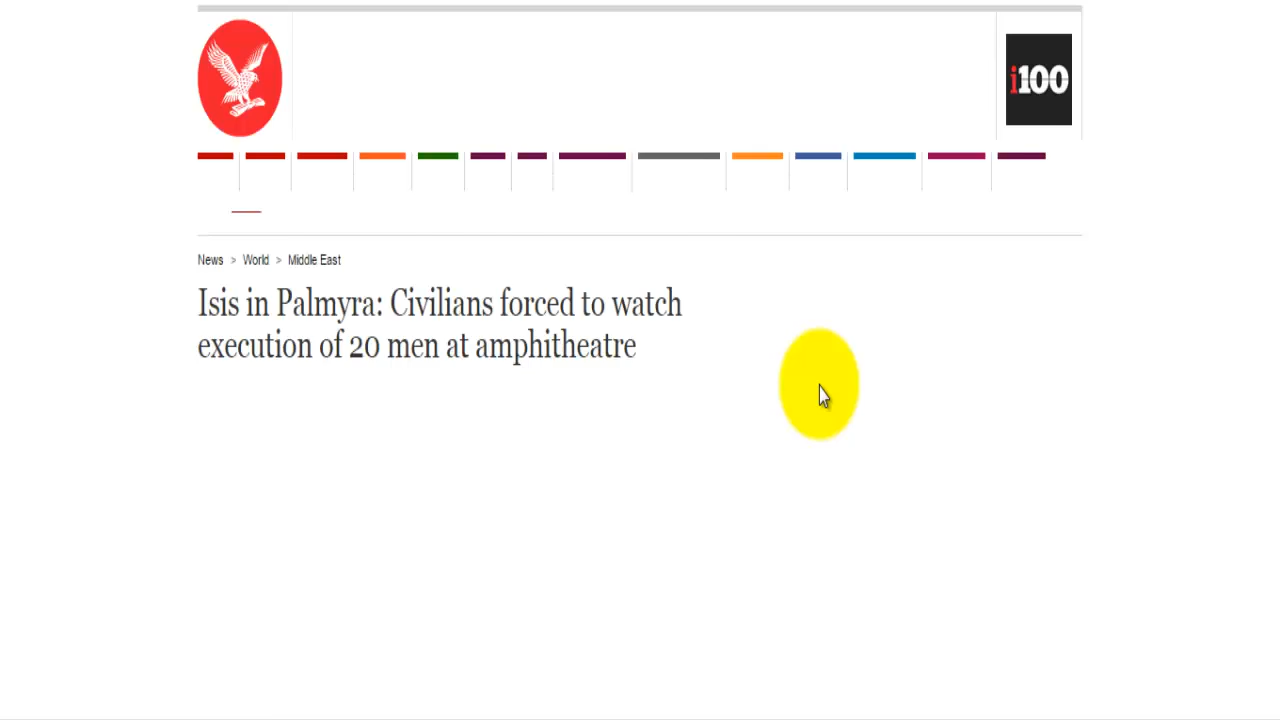 i100
News > World > Middle East
Isis in Palmyra: Civilians forced to watch
execution of 20 men at amphitheatre